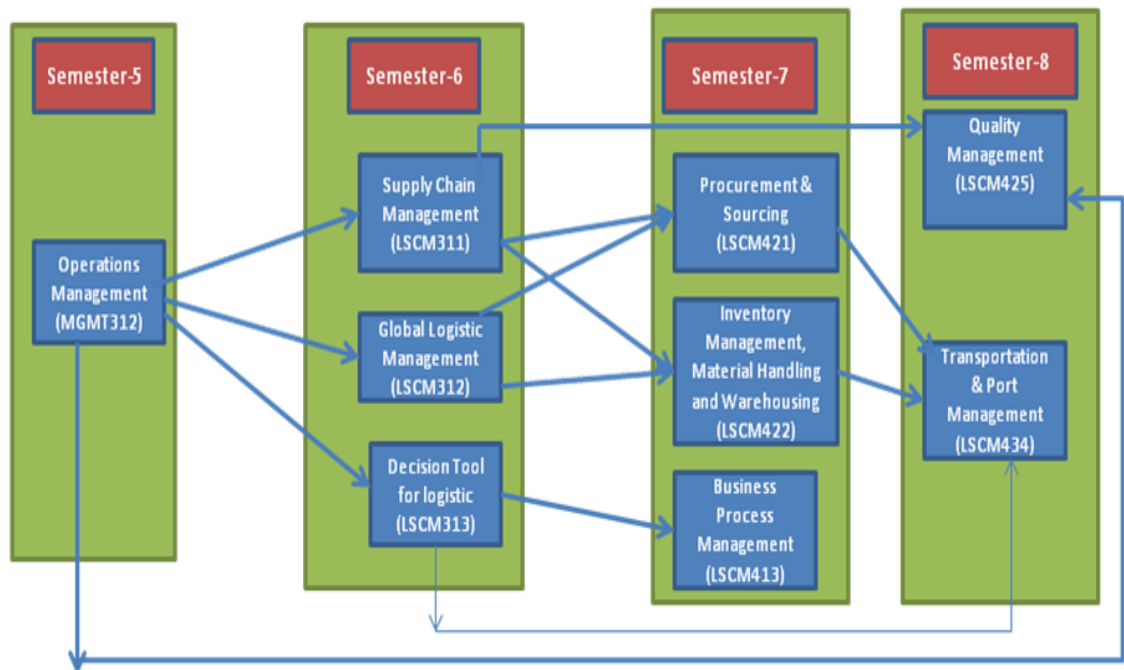 Semester-5
Operations
Management
(MGMT312)
Semester-6
Supply Chain
Management
(LSCM311)
Global Logistic
Management
(LSCM312)
Decision Tool
for logistic
(LSCM313)
Semester-7
Procurement &
Sourcing
(LSCM421)
Inventory
Management,
Material Handling
and Warehousing
(LSCM422)
Business
Process
Management
(LSCM413)
Semester-8
Quality
Management
(LSCM425)
Transportation
& Port
Management
(LSCM434)